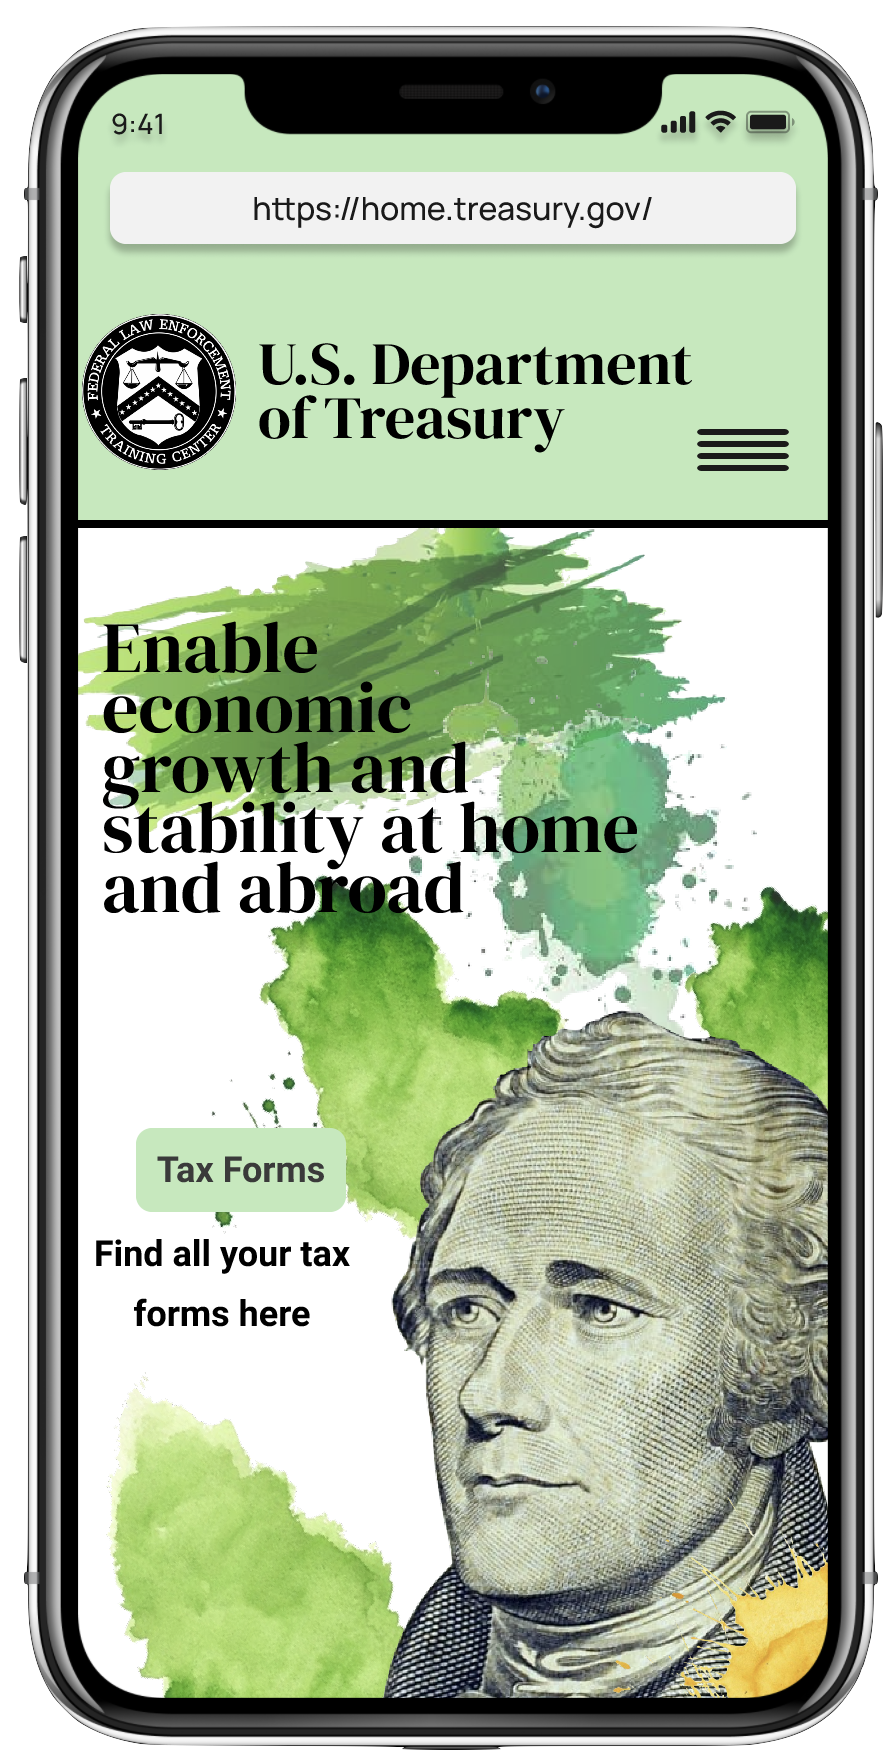 9:41
https://home.treasury.gov/
FEDERAL LAW ENFORCEMENT
TRAINING CENTER
U.S. Department
of Treasury
Enable
economic
growth and
stability at home
and abroad
Tax Forms
Find all your tax
forms here